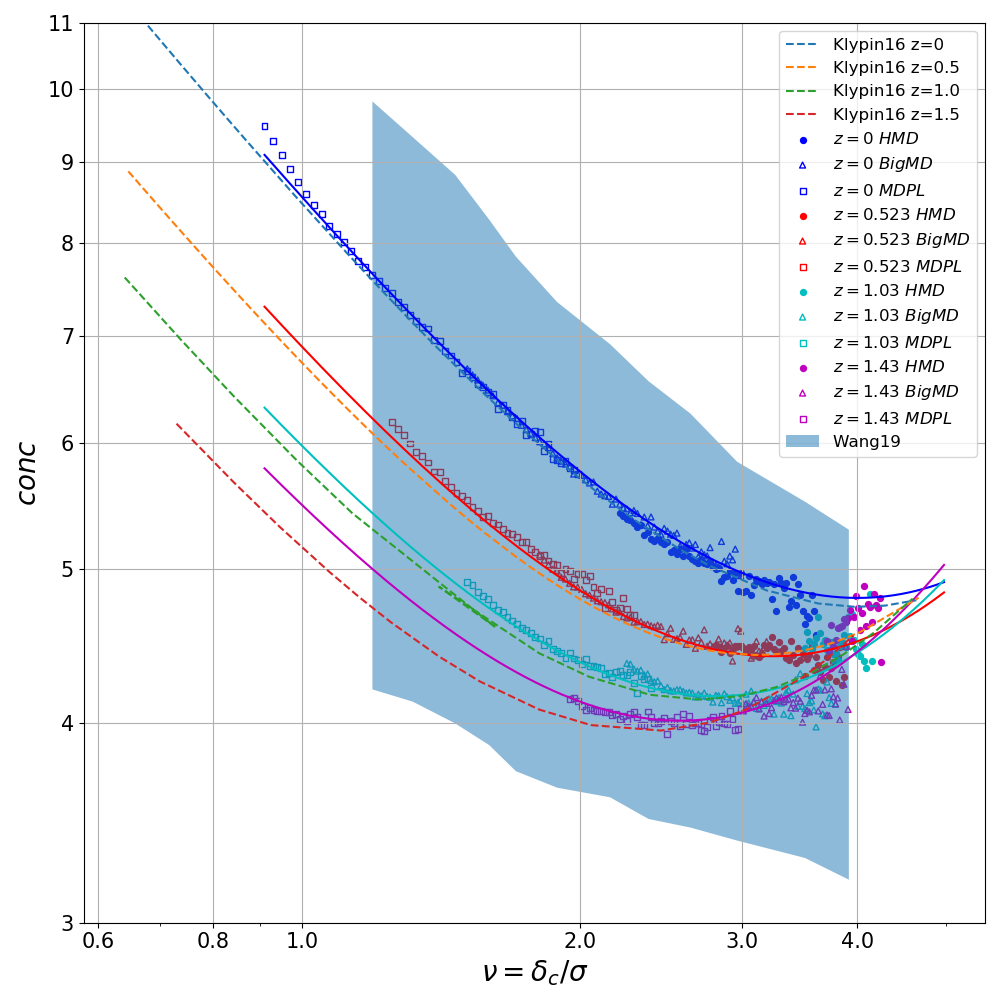 11
10
9
8
7
6
5
4
3
conc
0.6
0.8
1.0
2.0
3.0
4.0
ν = δ_c/σ
Klypin16 z=0
Klypin16 z=0.5
Klypin16 z=1.0
Klypin16 z=1.5
z = 0 HMD
z = 0 BigMD
z = 0 MDPL
z = 0.523 HMD
z = 0.523 BigMD
z = 0.523 MDPL
z = 1.03 HMD
z = 1.03 BigMD
z = 1.03 MDPL
z = 1.43 HMD
z = 1.43 BigMD
z = 1.43 MDPL
Wang19